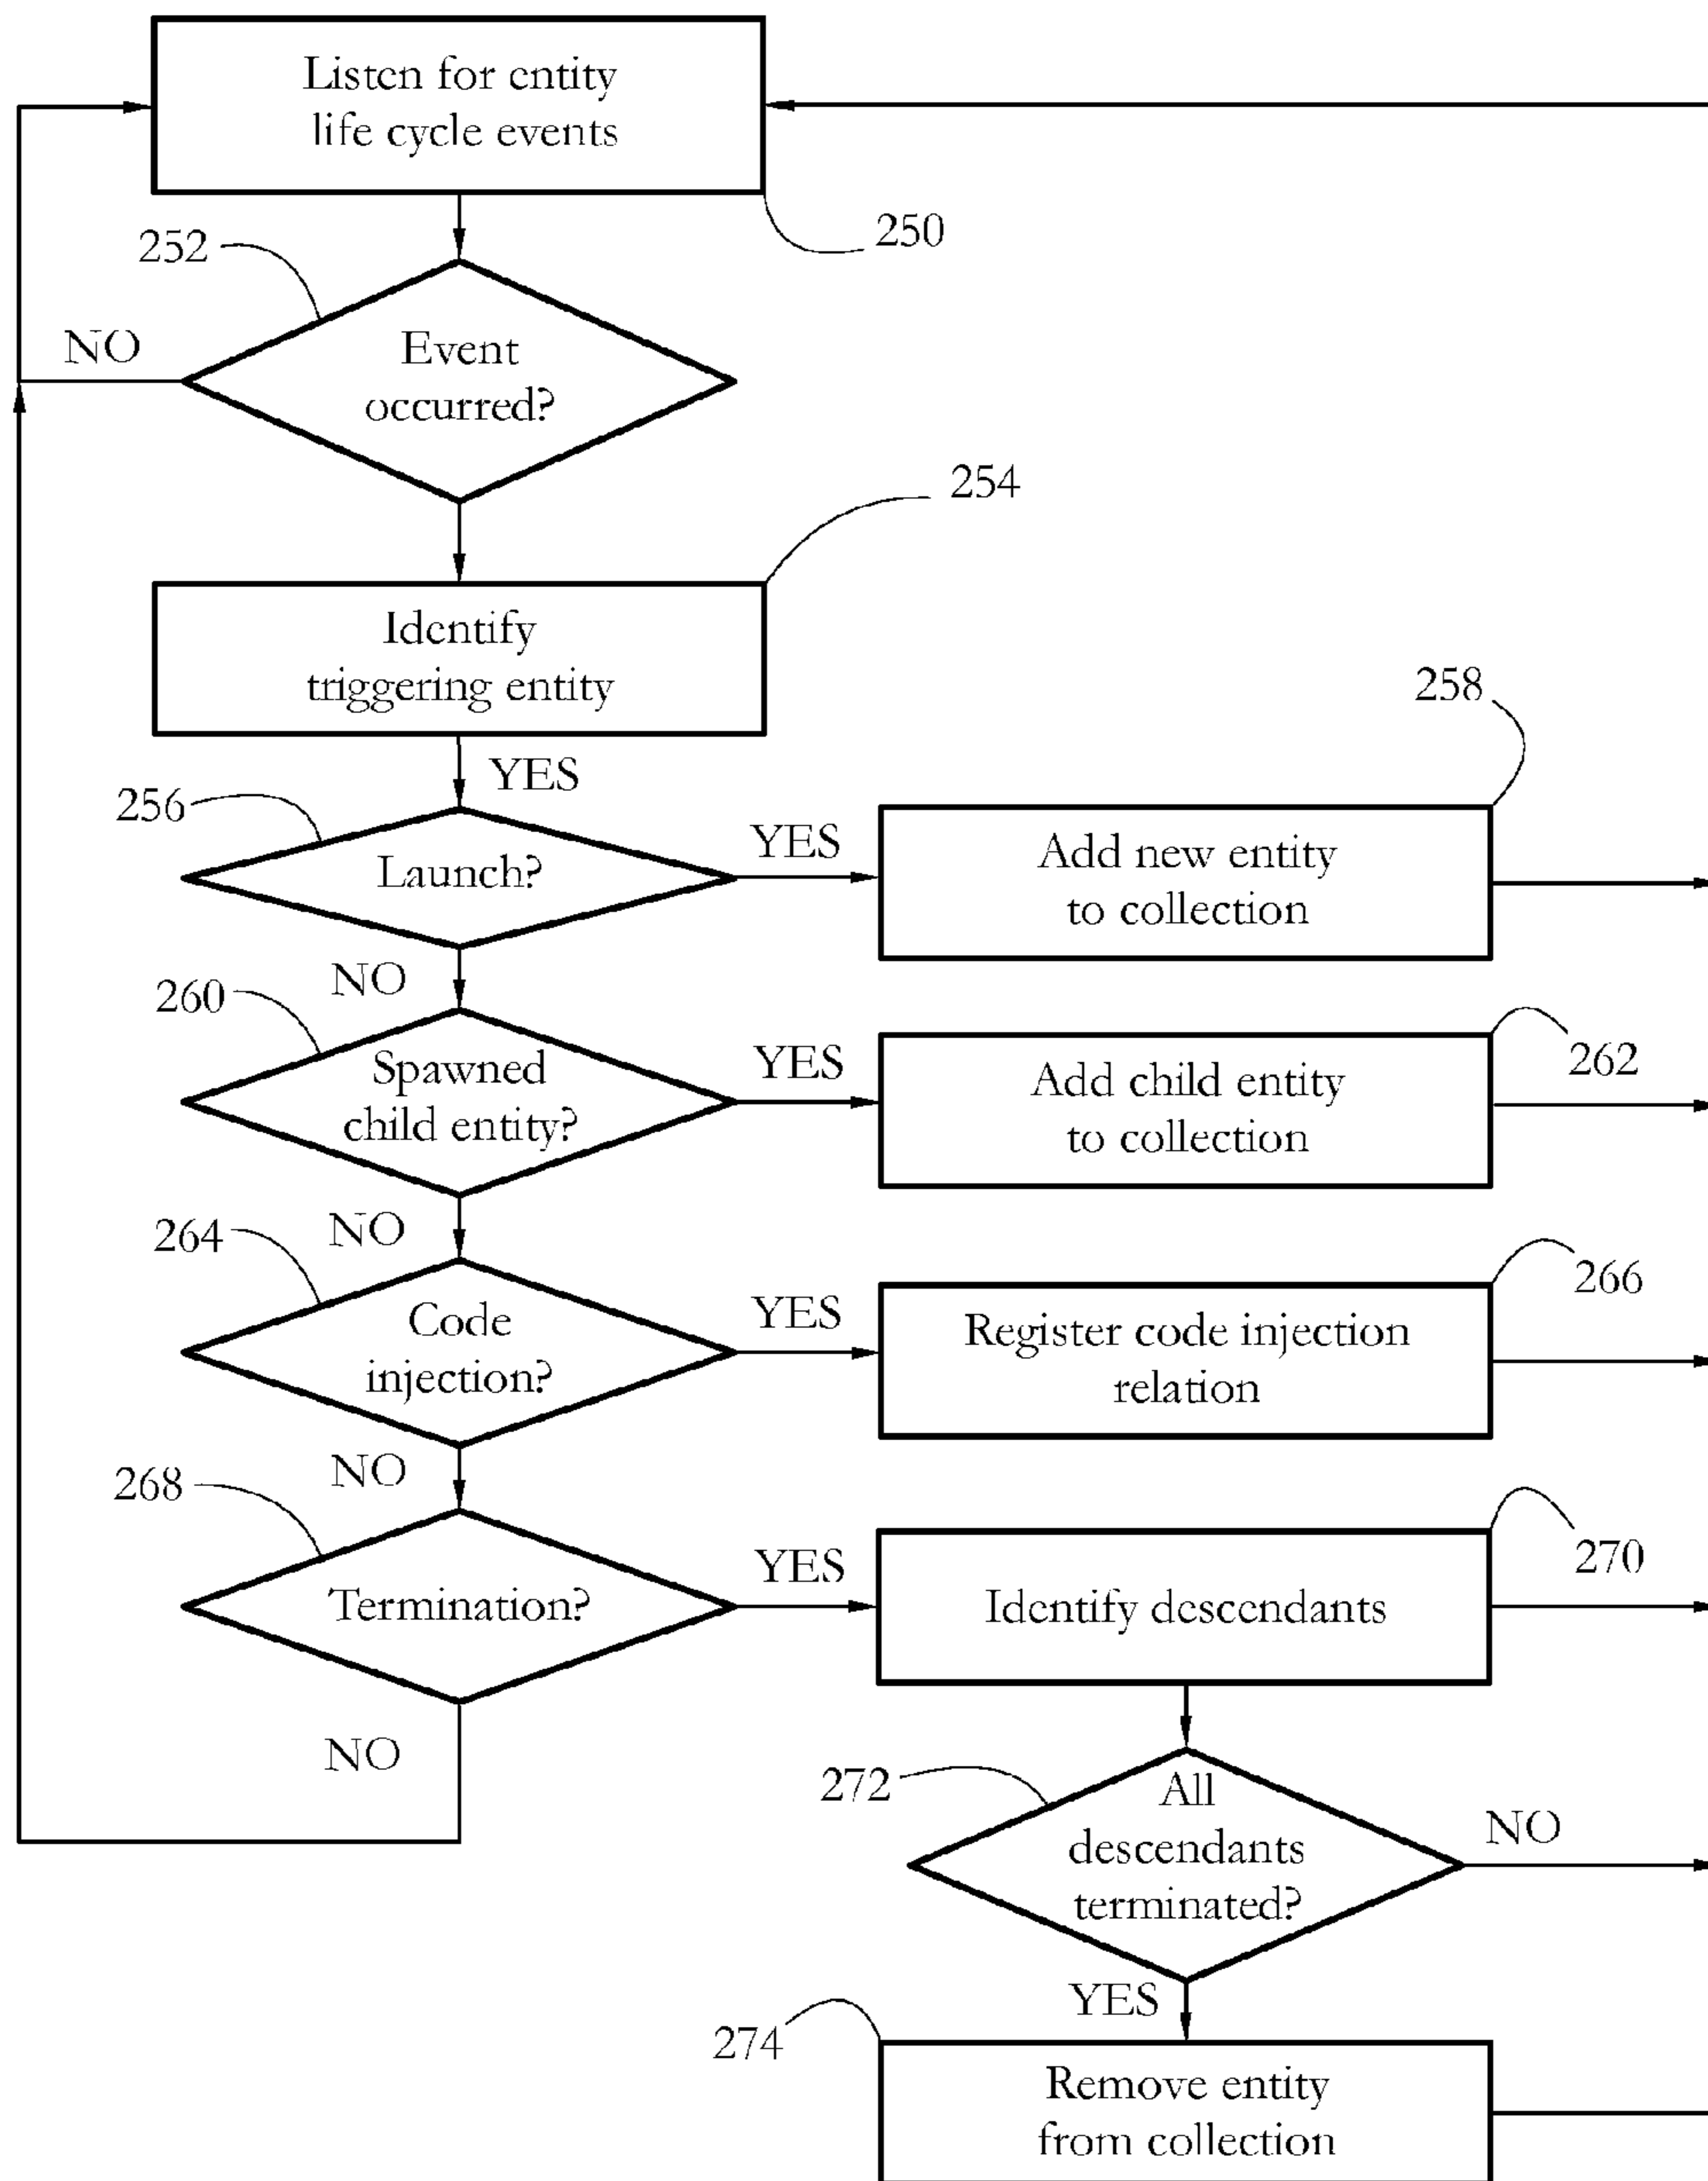 Listen for entity
life cycle events
250
252
NO
Event
occurred?
254
Identify
triggering entity
YES
258
256
Launch?
YES
Add new entity
to collection
NO
260
Spawned
child entity?
YES
Add child entity
to collection
262
NO
264
Code
injection?
YES
Register code injection
relation
266
NO
268
Termination?
YES
Identify descendants
270
NO
272
All
descendants
terminated?
NO
YES
274
Remove entity
from collection